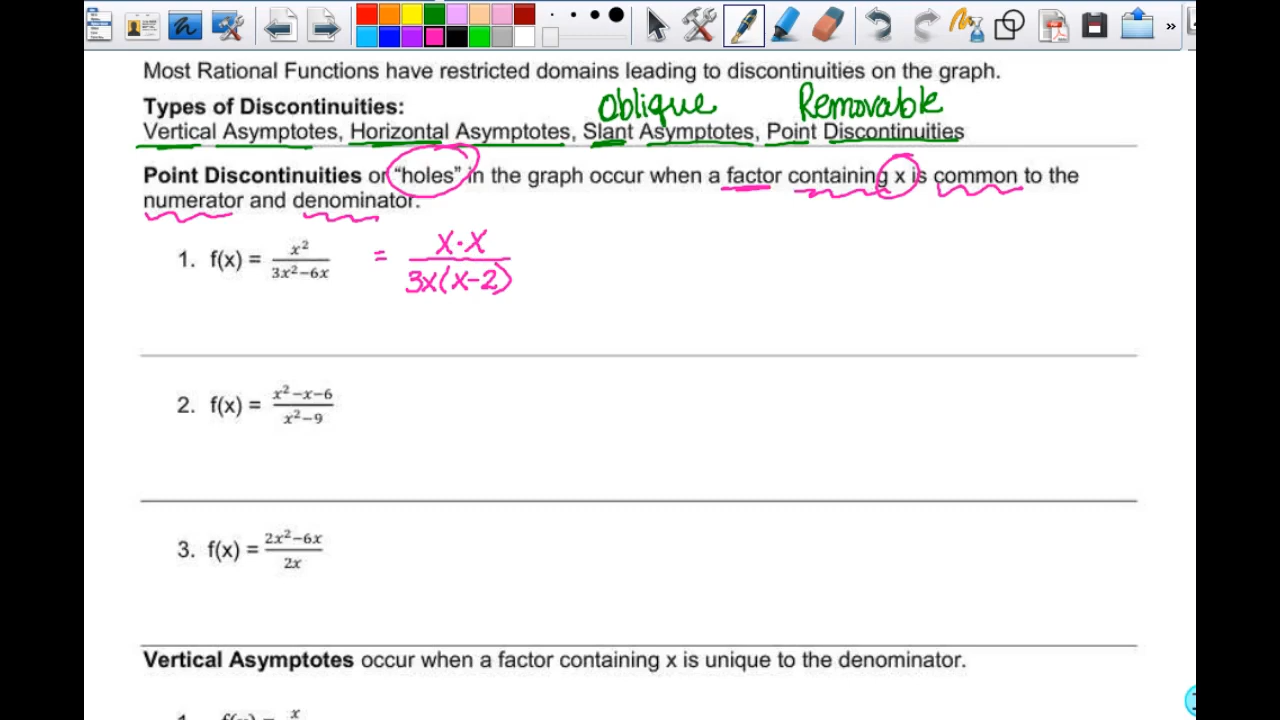 Most Rational Functions have restricted domains leading to discontinuities on the graph.
Oblique Removable
Types of Discontinuities:
Vertical Asymptotes, Horizontal Asymptotes, Slant Asymptotes, Point Discontinuities
Point Discontinuities or “holes” in the graph occur when a factor containing x is common to the
numerator and denominator.
1. f(x) = x²/(3x²−6x) = x·x/(3x(x−2))
2. f(x) = (x²−x−6)/(x²−9)
3. f(x) = (2x²−6x)/(2x)
Vertical Asymptotes occur when a factor containing x is unique to the denominator.